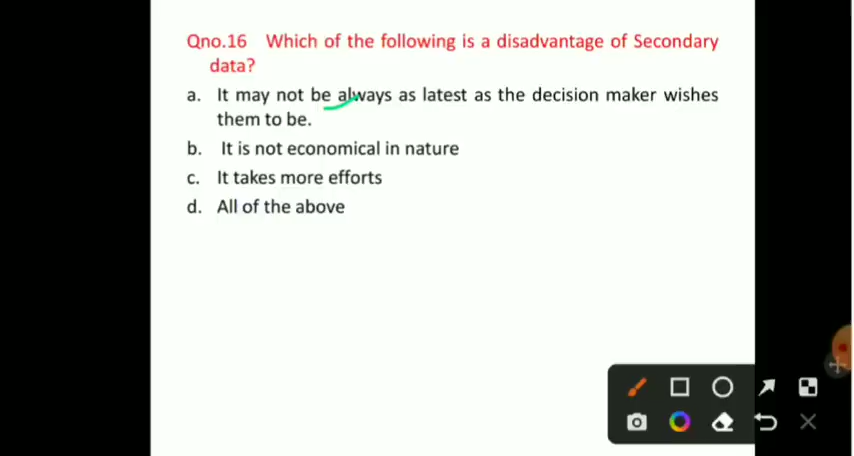 Qno.16 Which of the following is a disadvantage of Secondary
data?
a. It may not be always as latest as the decision maker wishes
them to be.
b. It is not economical in nature
c. It takes more efforts
d. All of the above